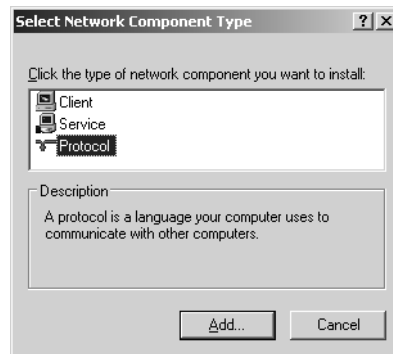 Select Network Component Type
Click the type of network component you want to install:
Client
Service
Protocol
Description
A protocol is a language your computer uses to
communicate with other computers.
Add... Cancel